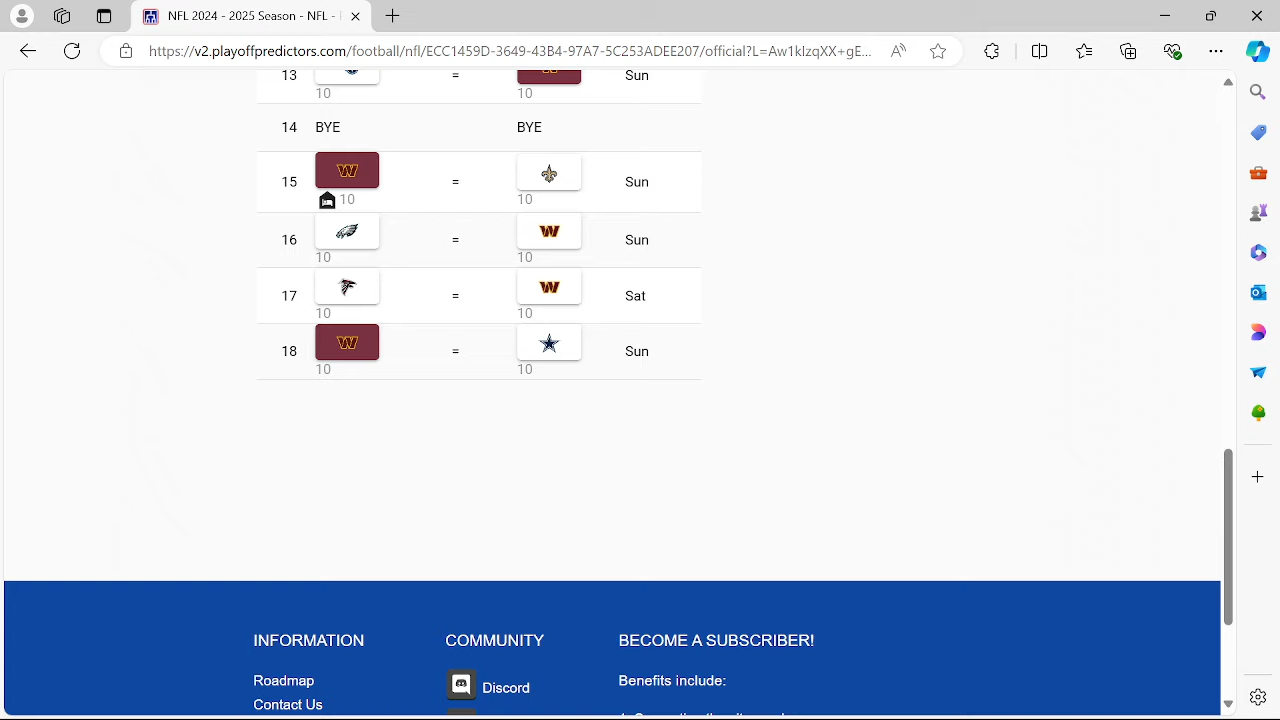 NFL 2024 - 2025 Season - NFL -
https://v2.playoffpredictors.com/football/nfl/ECC1459D-3649-43B4-97A7-5C253ADEE207/official?L=Aw1klzqXX+gE...
13 = Sun
10 10
14 BYE BYE
15 W = Sun
10 10
16 = W Sun
10 10
17 = W Sat
10 10
18 W = Sun
10 10
INFORMATION
Roadmap
Contact Us
COMMUNITY
Discord
BECOME A SUBSCRIBER!
Benefits include: